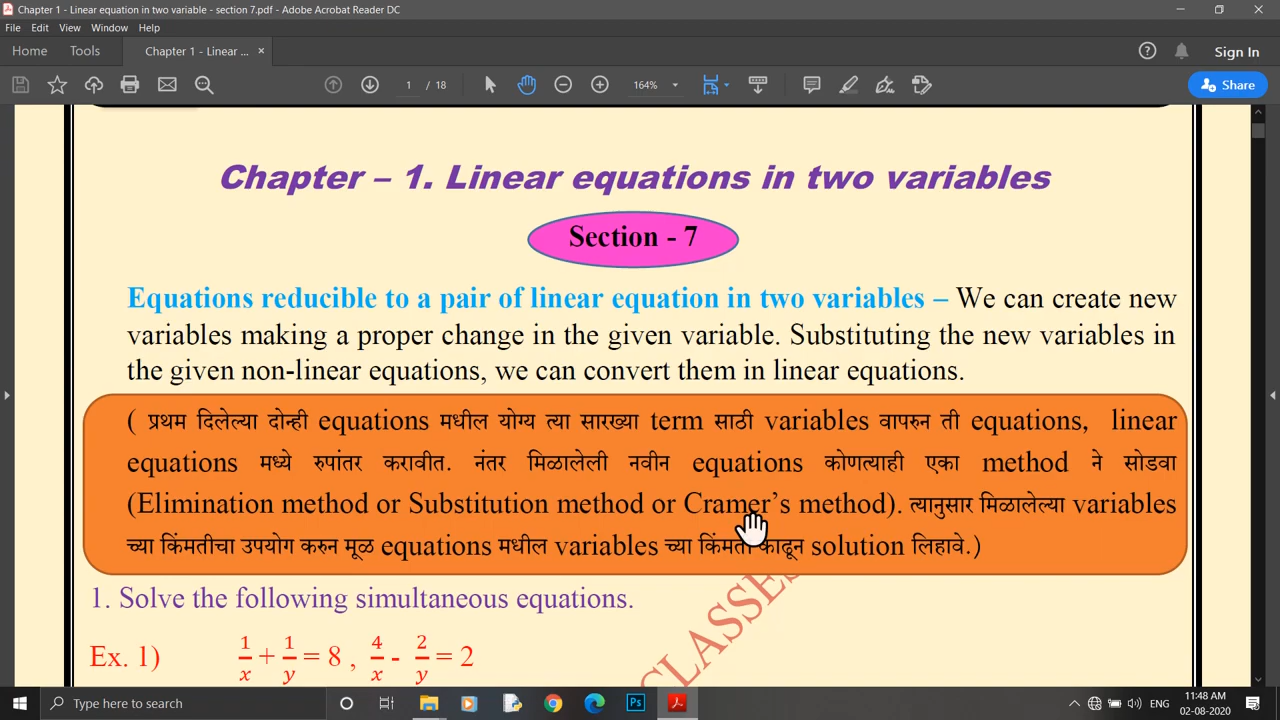 Chapter 1 - Linear equation in two variable - section 7.pdf - Adobe Acrobat Reader DC
File Edit View Window Help
Home Tools Chapter 1 - Linear ... × Sign In
1 / 18 164% Share
Chapter – 1. Linear equations in two variables
Section - 7
Equations reducible to a pair of linear equation in two variables – We can create new
variables making a proper change in the given variable. Substituting the new variables in
the given non-linear equations, we can convert them in linear equations.
( प्रथम दिलेल्या दोन्ही equations मधील योग्य त्या सारख्या term साठी variables वापरुन ती equations, linear
equations मध्ये रुपांतर करावीत. नंतर मिळालेली नवीन equations कोणत्याही एका method ने सोडवा
(Elimination method or Substitution method or Cramer's method). त्यानुसार मिळालेल्या variables
च्या किंमतीचा उपयोग करुन मूळ equations मधील variables च्या किंमती काढून solution लिहावे.)
1. Solve the following simultaneous equations.
Ex. 1) 1/x + 1/y = 8 , 4/x - 2/y = 2
CLASSES
Type here to search ENG 11:48 AM
02-08-2020